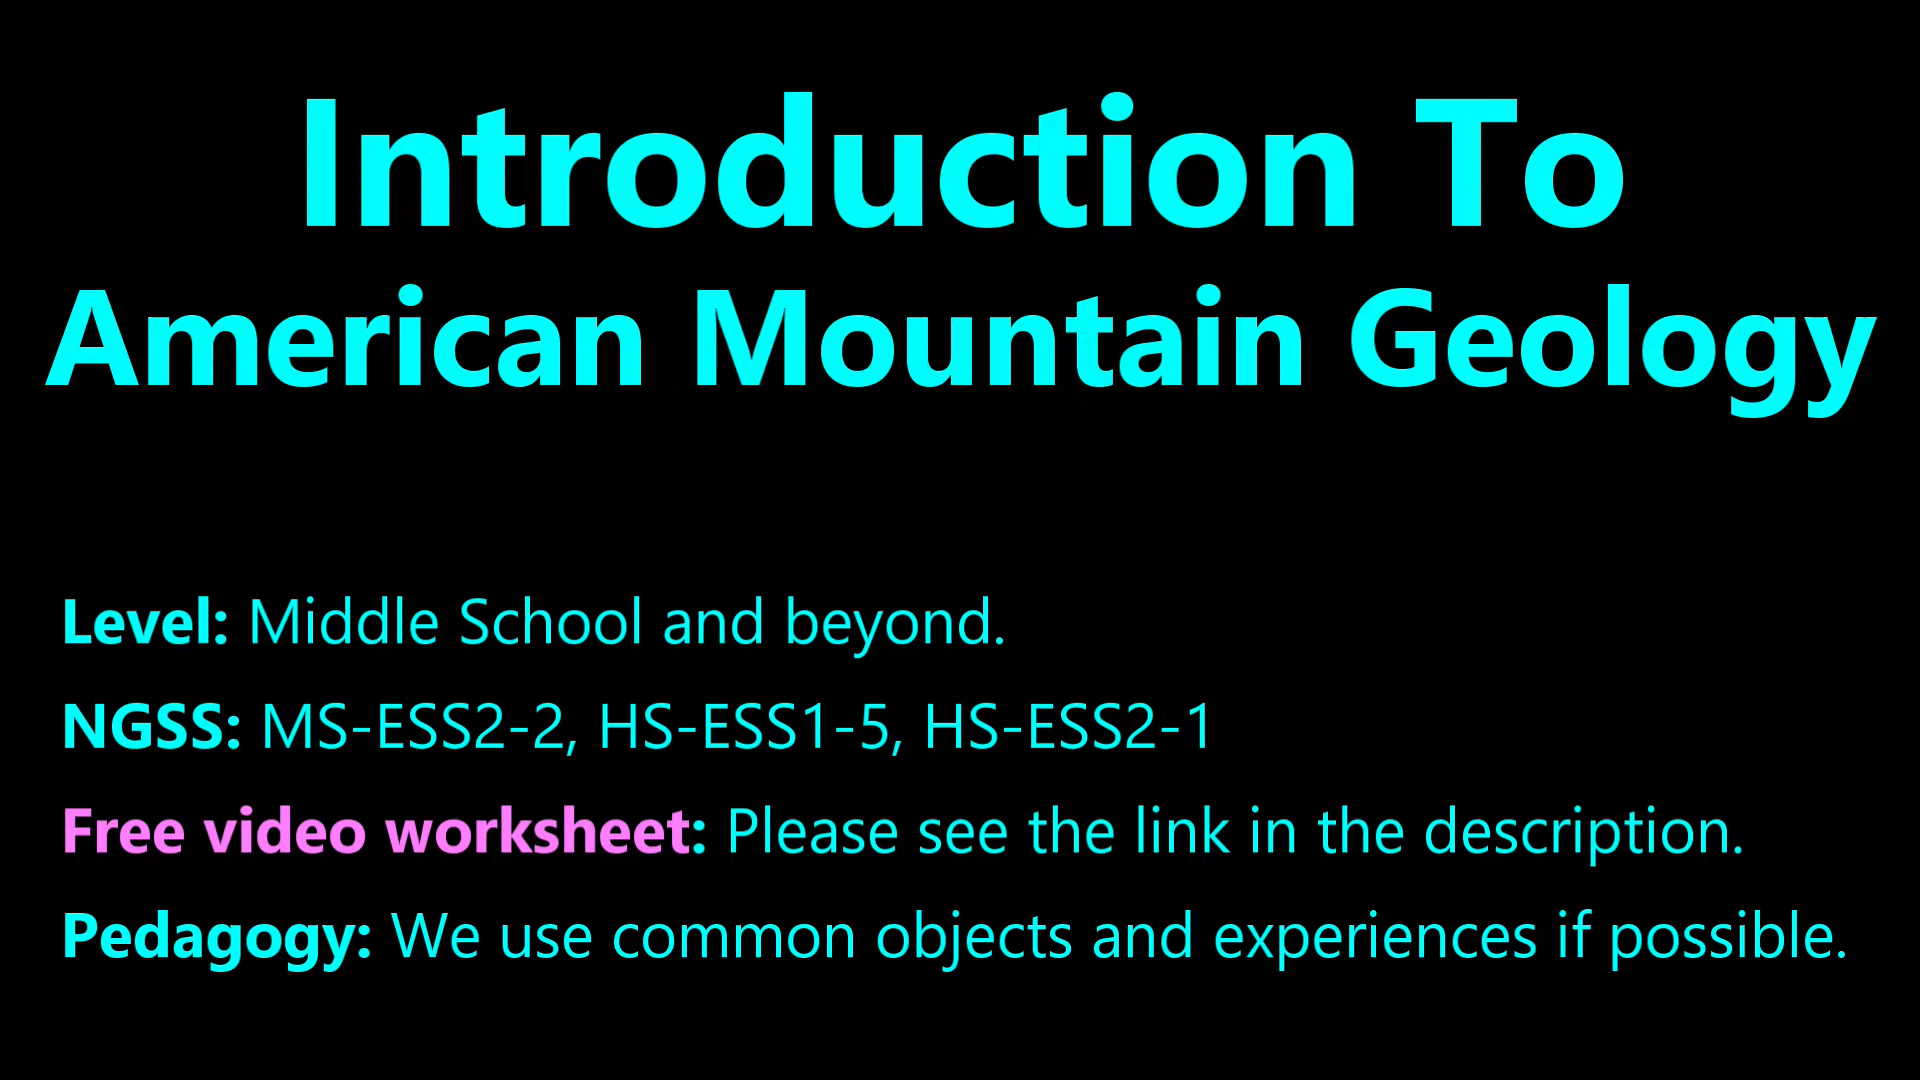 Introduction To
American Mountain Geology
Level: Middle School and beyond.
NGSS: MS-ESS2-2, HS-ESS1-5, HS-ESS2-1
Free video worksheet: Please see the link in the description.
Pedagogy: We use common objects and experiences if possible.